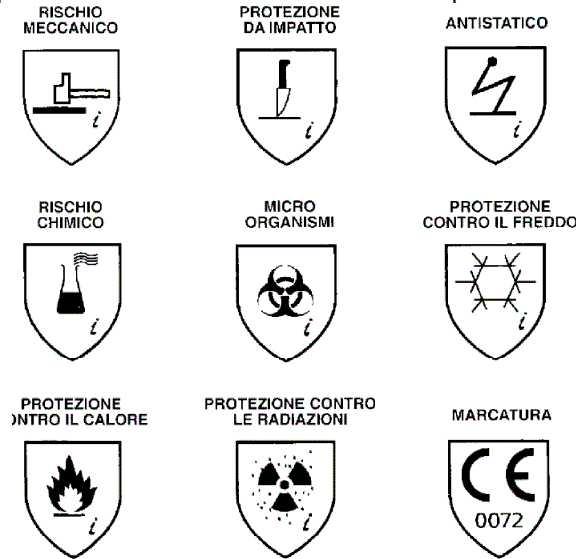 RISCHIO
MECCANICO
PROTEZIONE
DA IMPATTO
ANTISTATICO
i
i
i
RISCHIO
CHIMICO
MICRO
ORGANISMI
PROTEZIONE
CONTRO IL FREDDO
i
i
i
PROTEZIONE
ONTRO IL CALORE
PROTEZIONE CONTRO
LE RADIAZIONI
MARCATURA
i
i
CE
0072